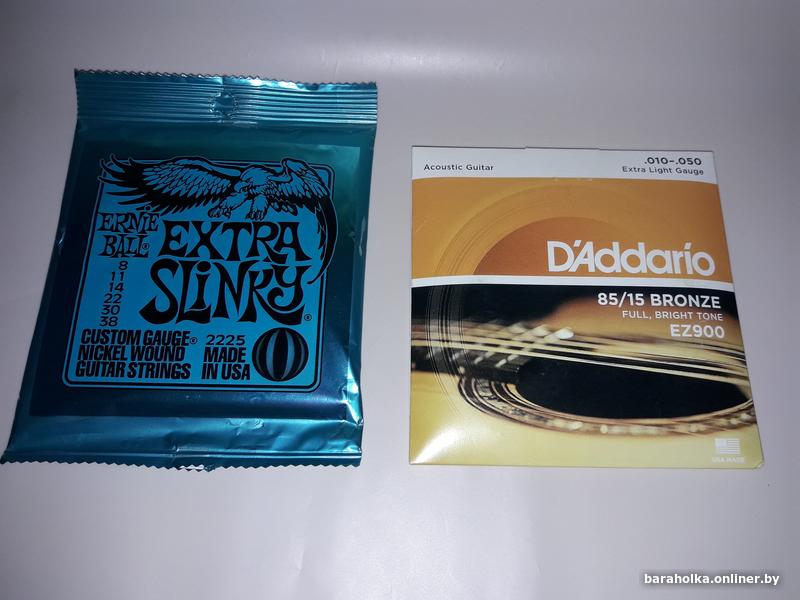 ERNIE
BALL®
EXTRA
SLINKY®
8
11
14
22
30
38
CUSTOM GAUGE®
NICKEL WOUND
GUITAR STRINGS
2225
MADE
IN USA
Acoustic Guitar
.010-.050
Extra Light Gauge
D'Addario
85/15 BRONZE
FULL, BRIGHT TONE
EZ900
USA MADE
baraholka.onliner.by